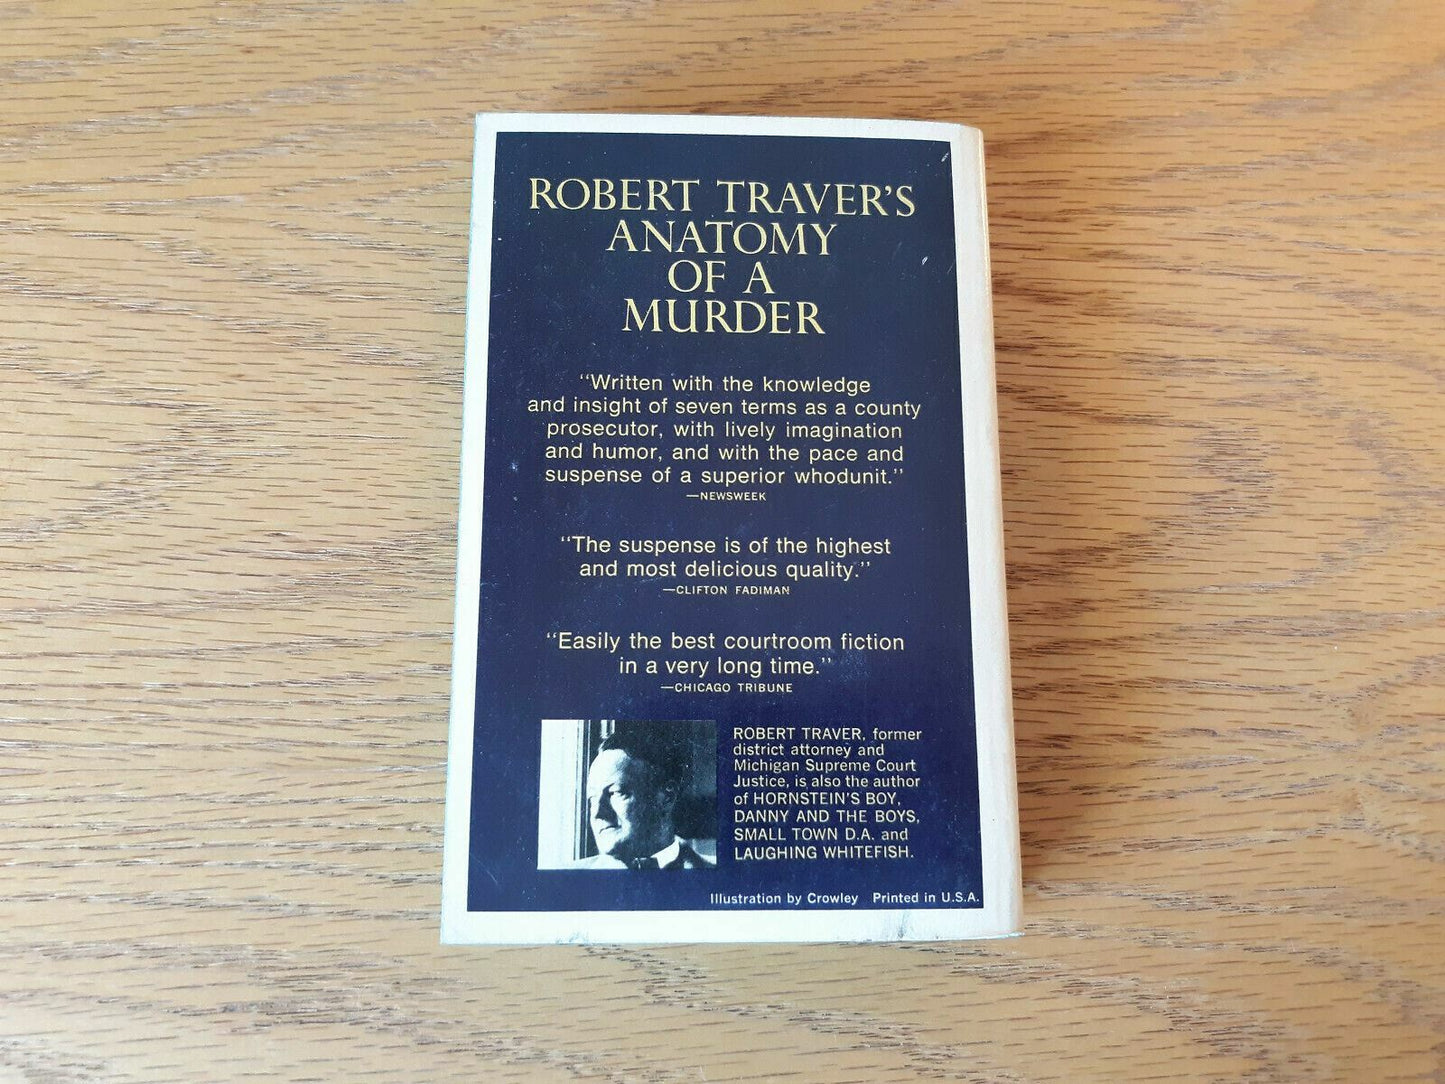 ROBERT TRAVER'S
ANATOMY
OF A
MURDER
"Written with the knowledge
and insight of seven terms as a county
prosecutor, with lively imagination
and humor, and with the pace and
suspense of a superior whodunit."
—NEWSWEEK
"The suspense is of the highest
and most delicious quality."
—CLIFTON FADIMAN
"Easily the best courtroom fiction
in a very long time."
—CHICAGO TRIBUNE
ROBERT TRAVER, former
district attorney and
Michigan Supreme Court
Justice, is also the author
of HORNSTEIN'S BOY,
DANNY AND THE BOYS,
SMALL TOWN D.A. and
LAUGHING WHITEFISH.
Illustration by Crowley Printed in U.S.A.